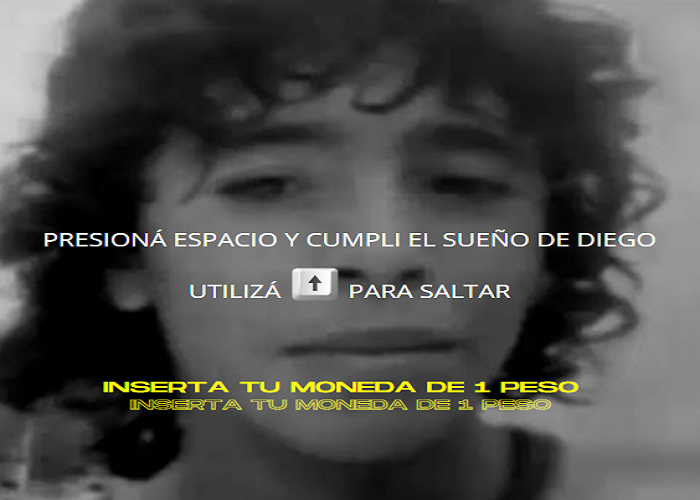 PRESIONÁ ESPACIO Y CUMPLI EL SUEÑO DE DIEGO
UTILIZÁ ↑ PARA SALTAR
INSERTA TU MONEDA DE 1 PESO
INSERTA TU MONEDA DE 1 PESO